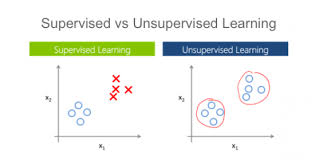 Supervised vs Unsupervised Learning
Supervised Learning
Unsupervised Learning
x2
x1
x2
x1